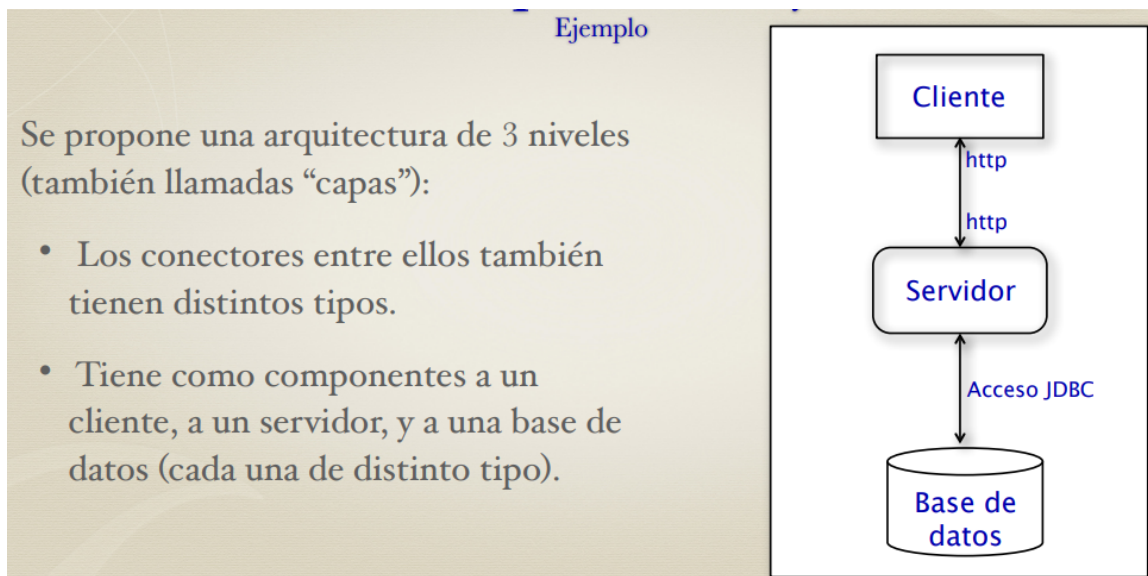 Ejemplo
Se propone una arquitectura de 3 niveles
(también llamadas “capas”):
• Los conectores entre ellos también
tienen distintos tipos.
• Tiene como componentes a un
cliente, a un servidor, y a una base de
datos (cada una de distinto tipo).
Cliente
http
http
Servidor
Acceso JDBC
Base de
datos